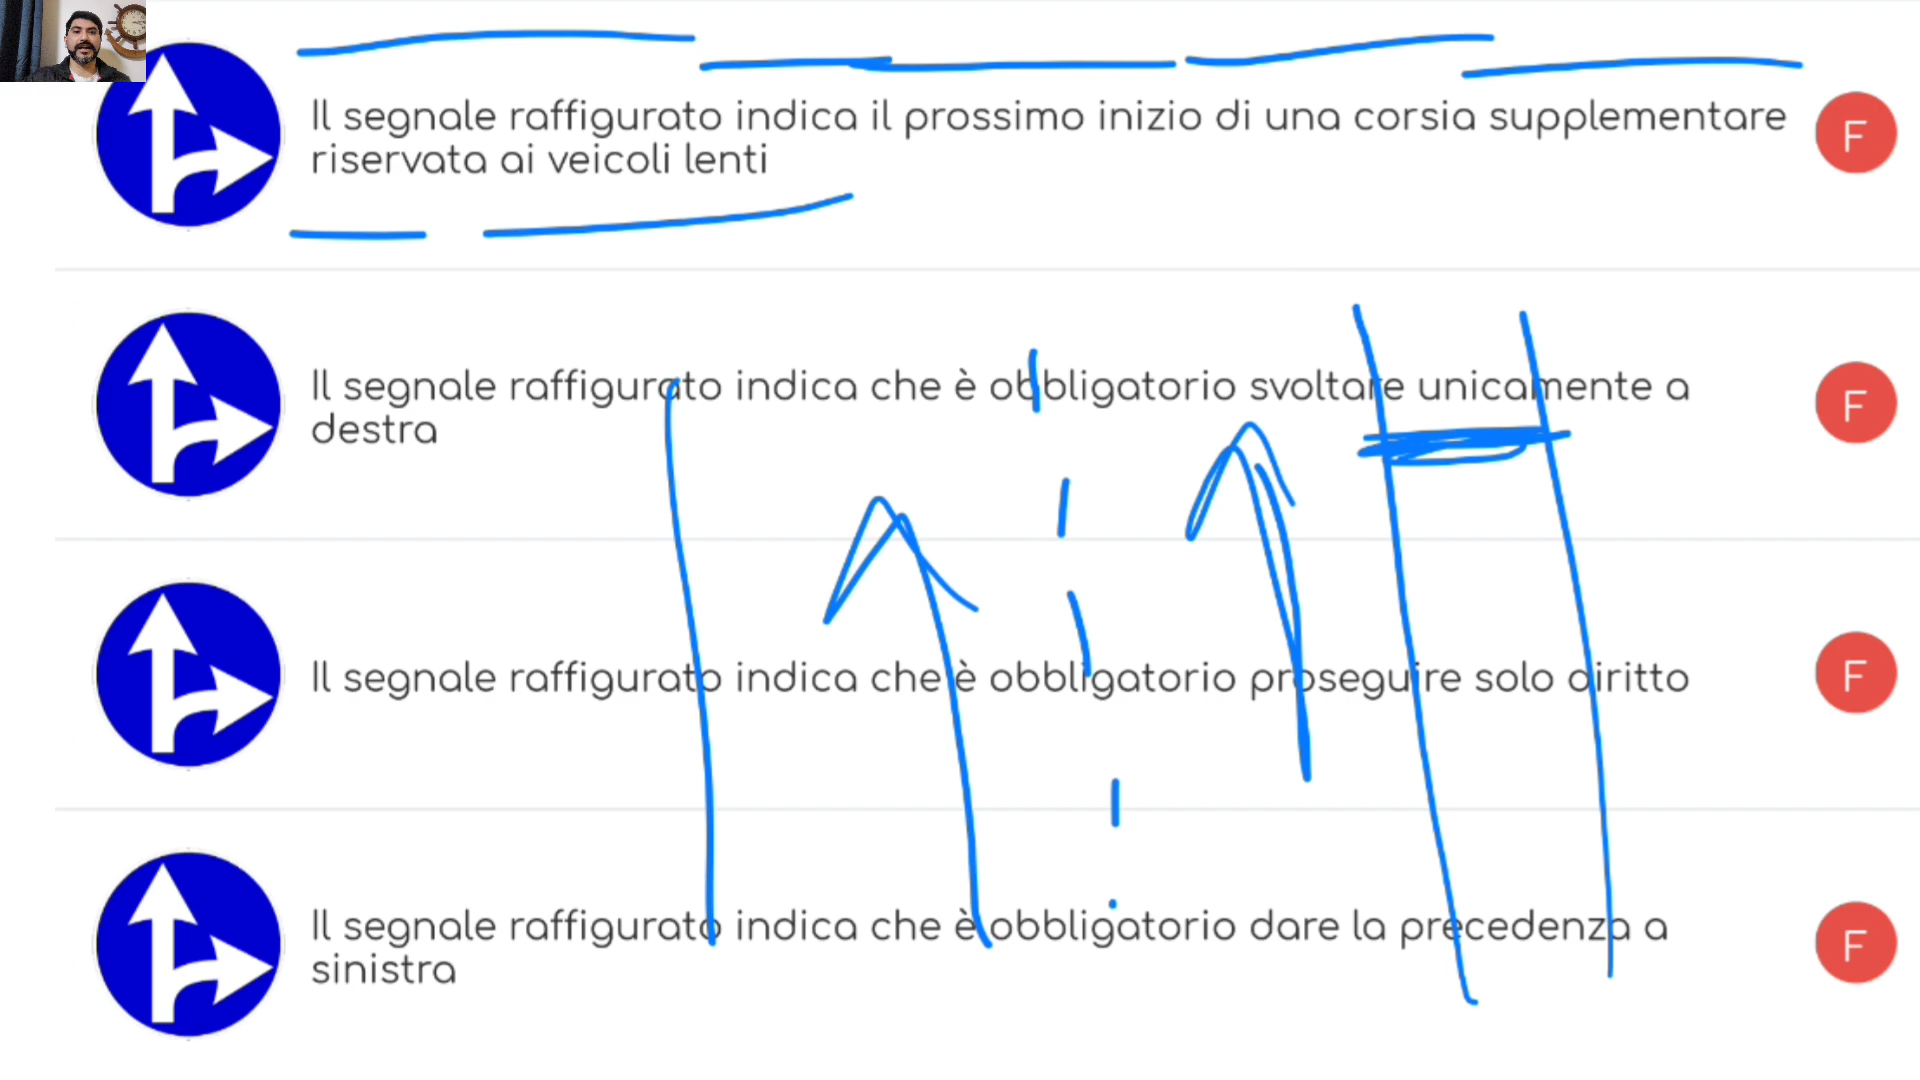 Il segnale raffigurato indica il prossimo inizio di una corsia supplementare
riservata ai veicoli lenti
F
Il segnale raffigurato indica che è obbligatorio svoltare unicamente a
destra
F
Il segnale raffigurato indica che è obbligatorio proseguire solo diritto
F
Il segnale raffigurato indica che è obbligatorio dare la precedenza a
sinistra
F